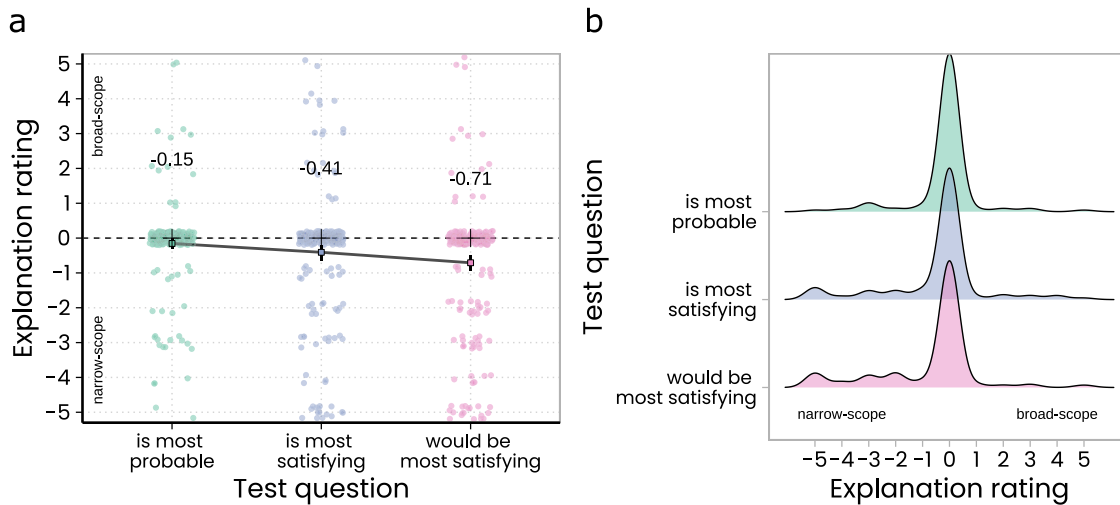 a
Explanation rating
5
4
3
2
1
0
−1
−2
−3
−4
−5
broad-scope
narrow-scope
-0.15
-0.41
-0.71
is most
probable
is most
satisfying
would be
most satisfying
Test question
b
Test question
is most
probable
is most
satisfying
would be
most satisfying
narrow-scope
broad-scope
−5 −4 −3 −2 −1 0 1 2 3 4 5
Explanation rating